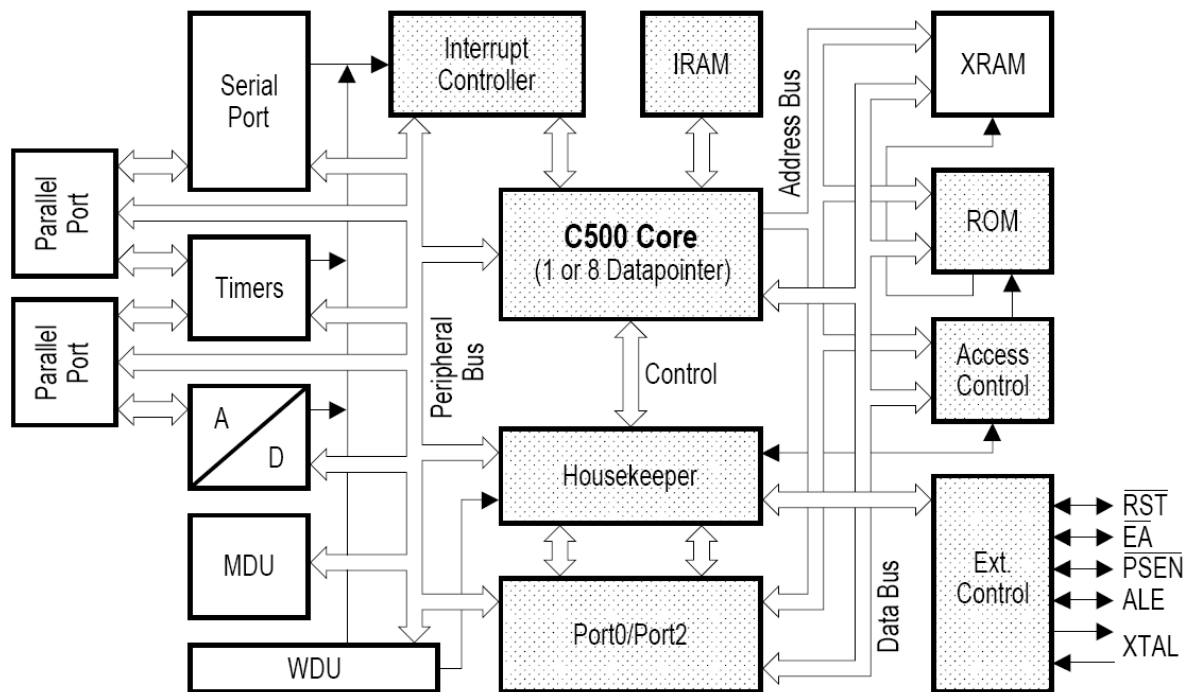 Serial
Port
Interrupt
Controller
IRAM
Address Bus
XRAM
Parallel
Port
C500 Core
(1 or 8 Datapointer)
ROM
Timers
Parallel
Port
Peripheral
Bus
Control
Access
Control
A
D
Housekeeper
MDU
Port0/Port2
Data Bus
Ext.
Control
RST
EA
PSEN
ALE
XTAL
WDU